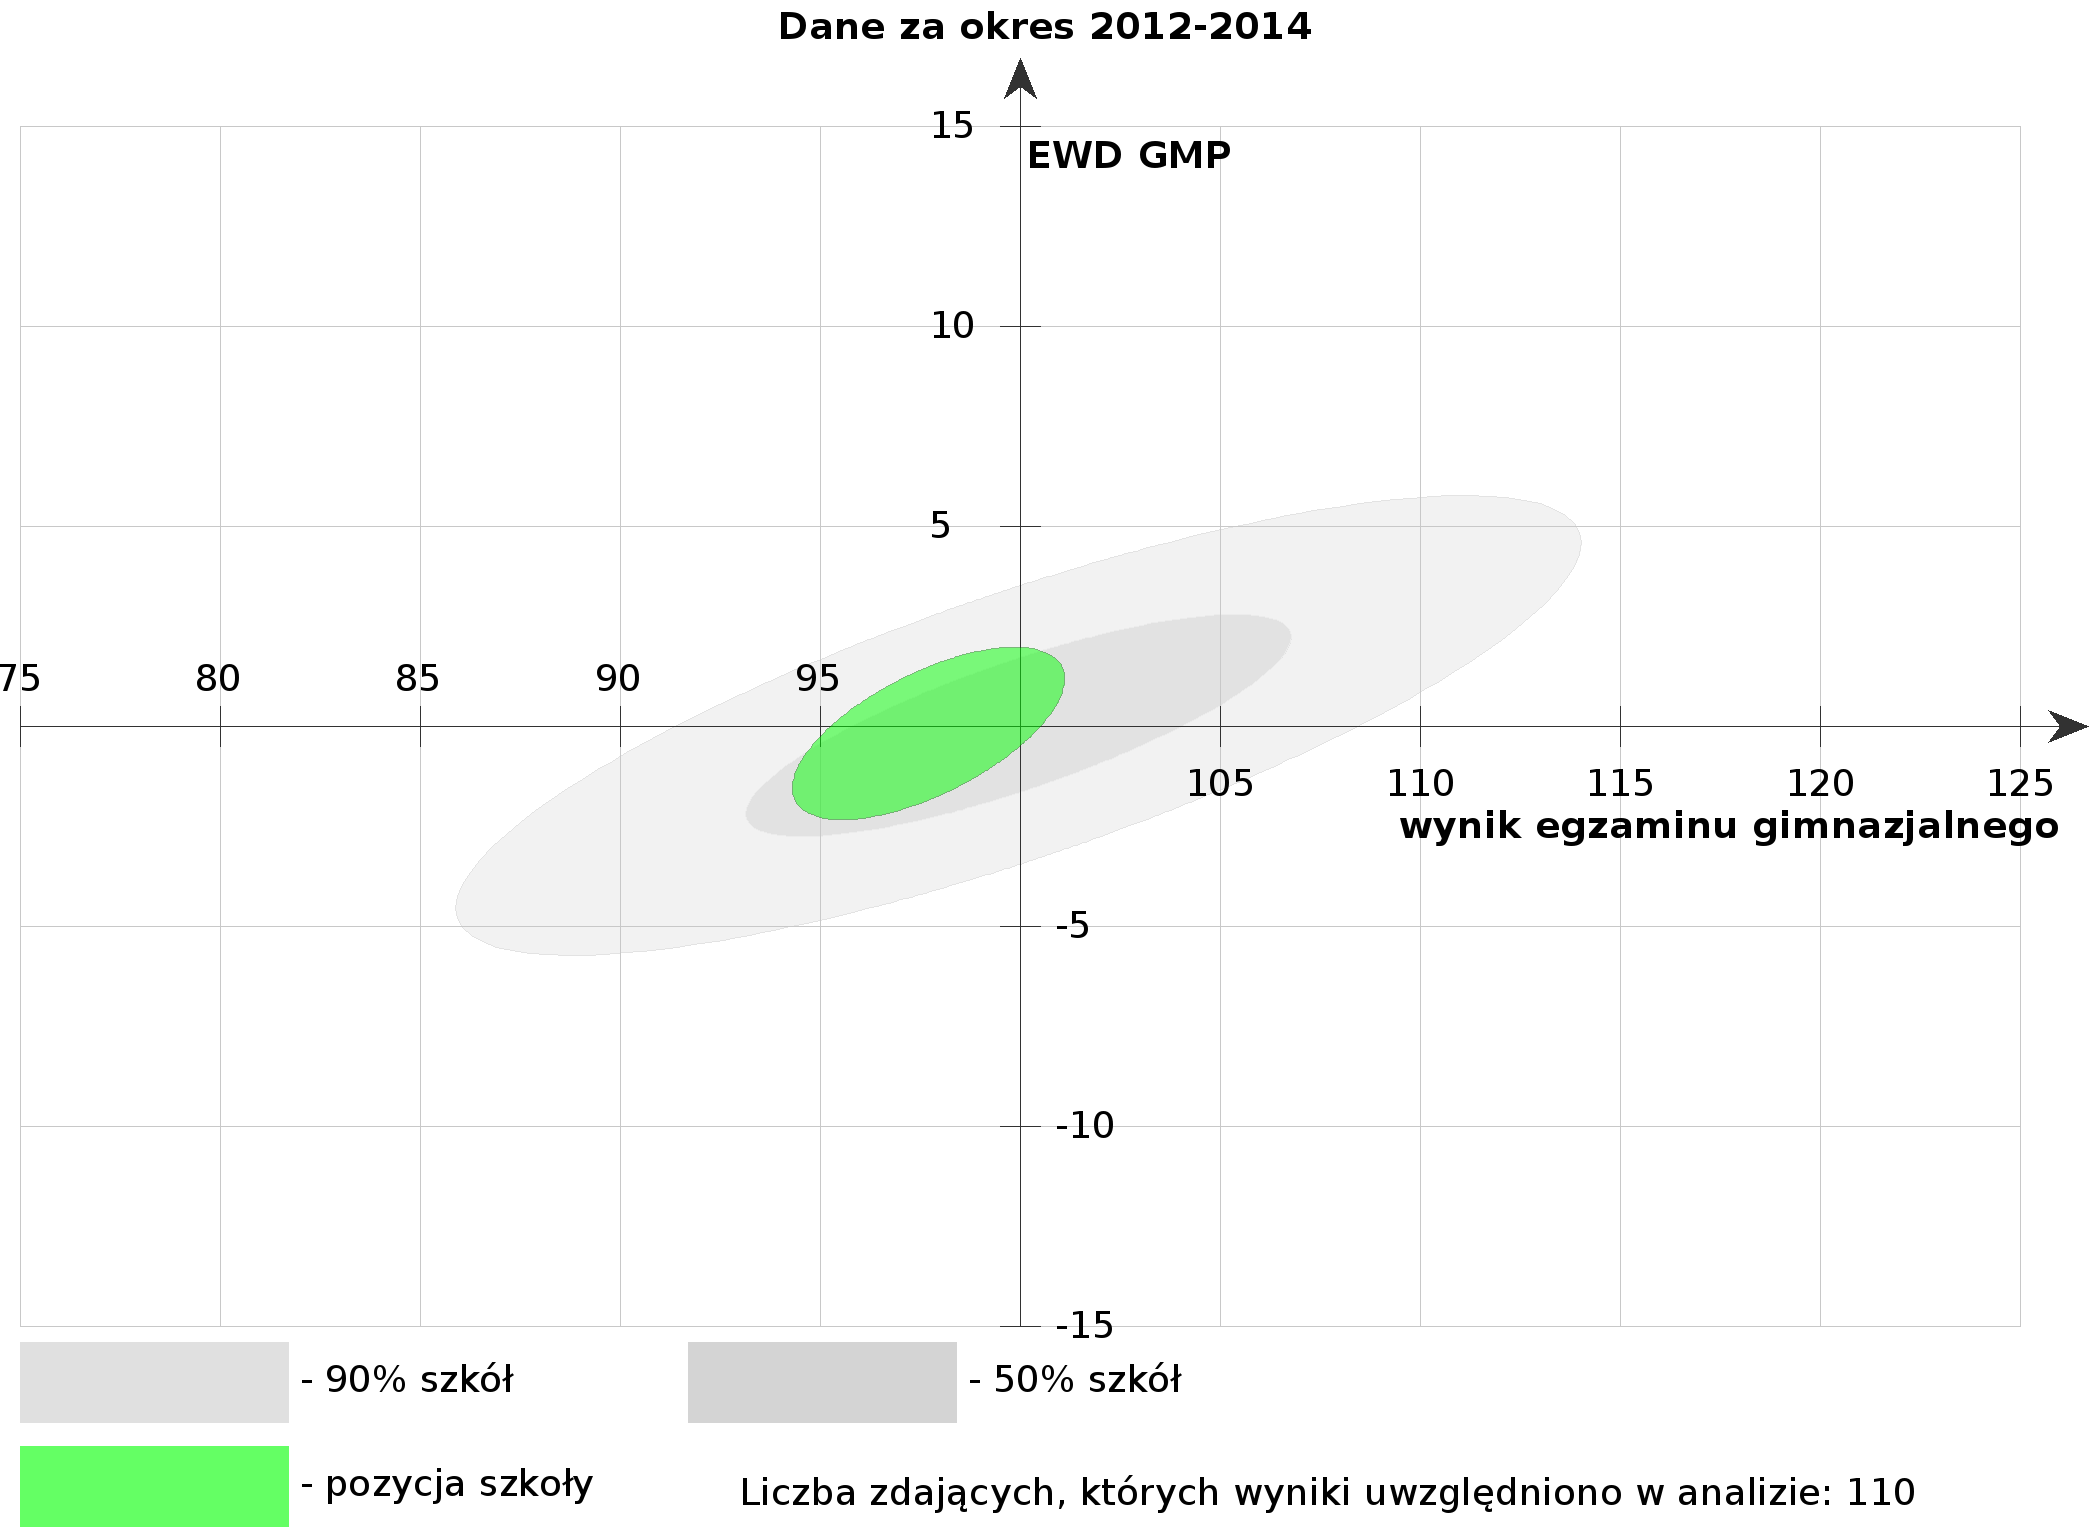 Dane za okres 2012-2014
15
EWD GMP
10
5
75 80 85 90 95
105 110 115 120 125
wynik egzaminu gimnazjalnego
-5
-10
-15
- 90% szkół - 50% szkół
- pozycja szkoły
Liczba zdających, których wyniki uwzględniono w analizie: 110